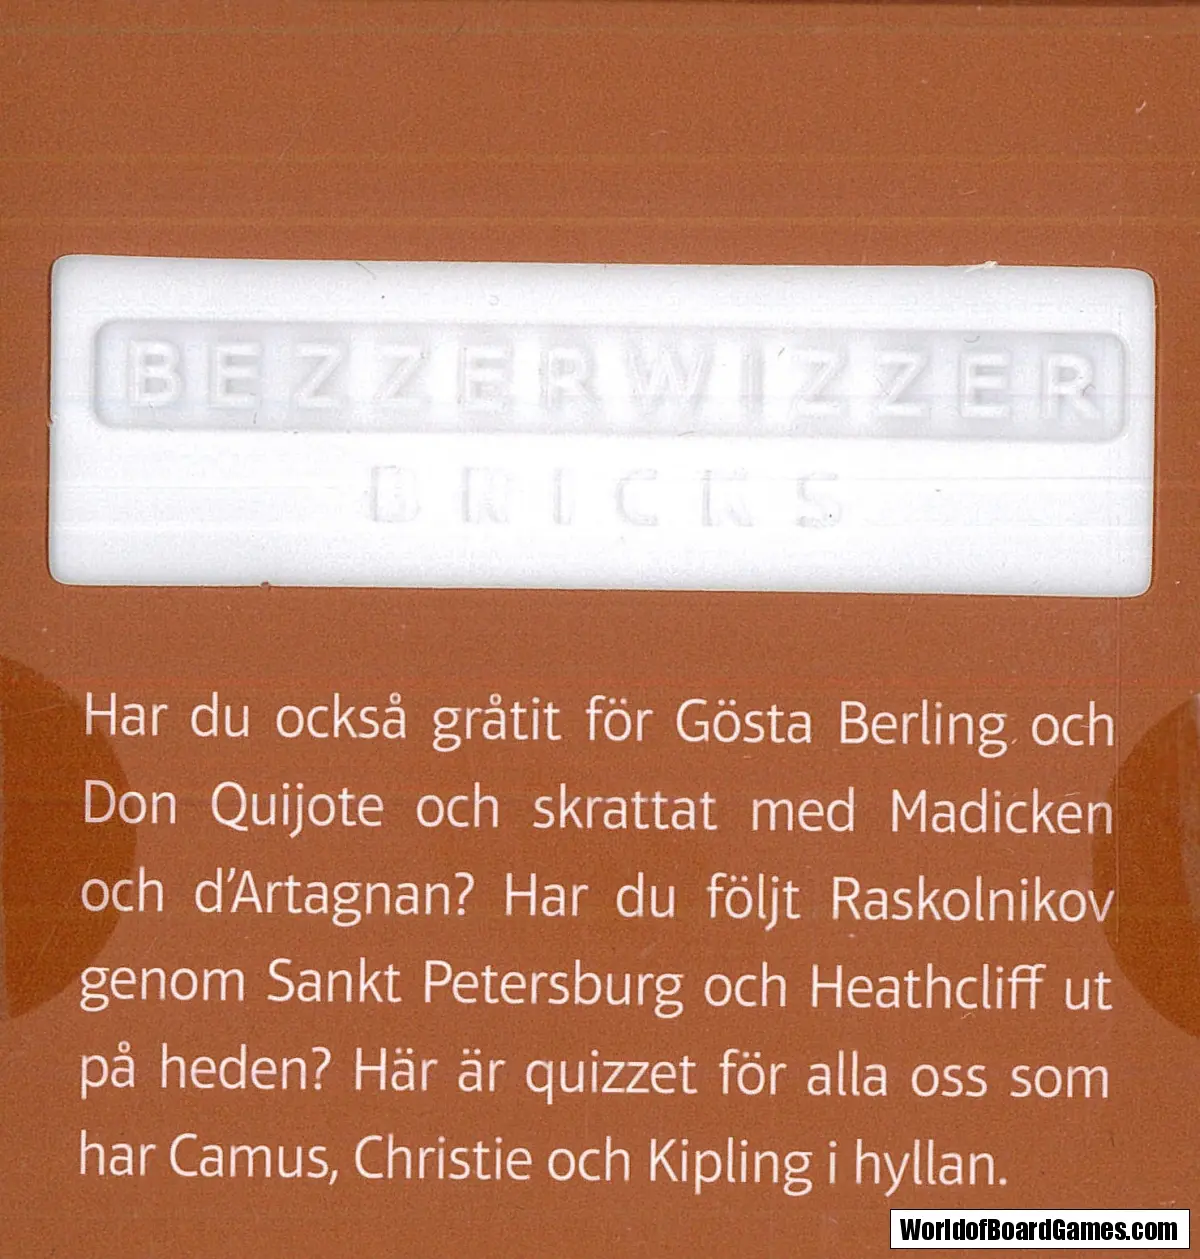 BEZZERWIZZER
BRICKS
Har du också gråtit för Gösta Berling och
Don Quijote och skrattat med Madicken
och d’Artagnan? Har du följt Raskolnikov
genom Sankt Petersburg och Heathcliff ut
på heden? Här är quizzet för alla oss som
har Camus, Christie och Kipling i hyllan.
WorldofBoardGames.com